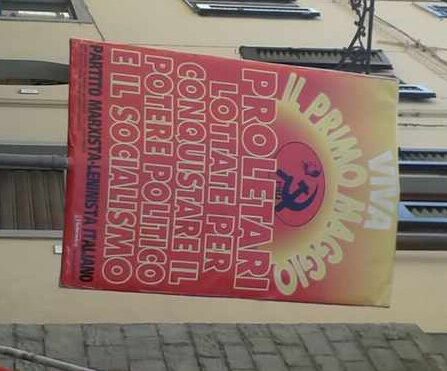 VIVA
IL PRIMO MAGGIO
PROLETARI
LOTTATE PER
CONQUISTARE IL
POTERE POLITICO
E IL SOCIALISMO
PARTITO MARXISTA-LENINISTA ITALIANO